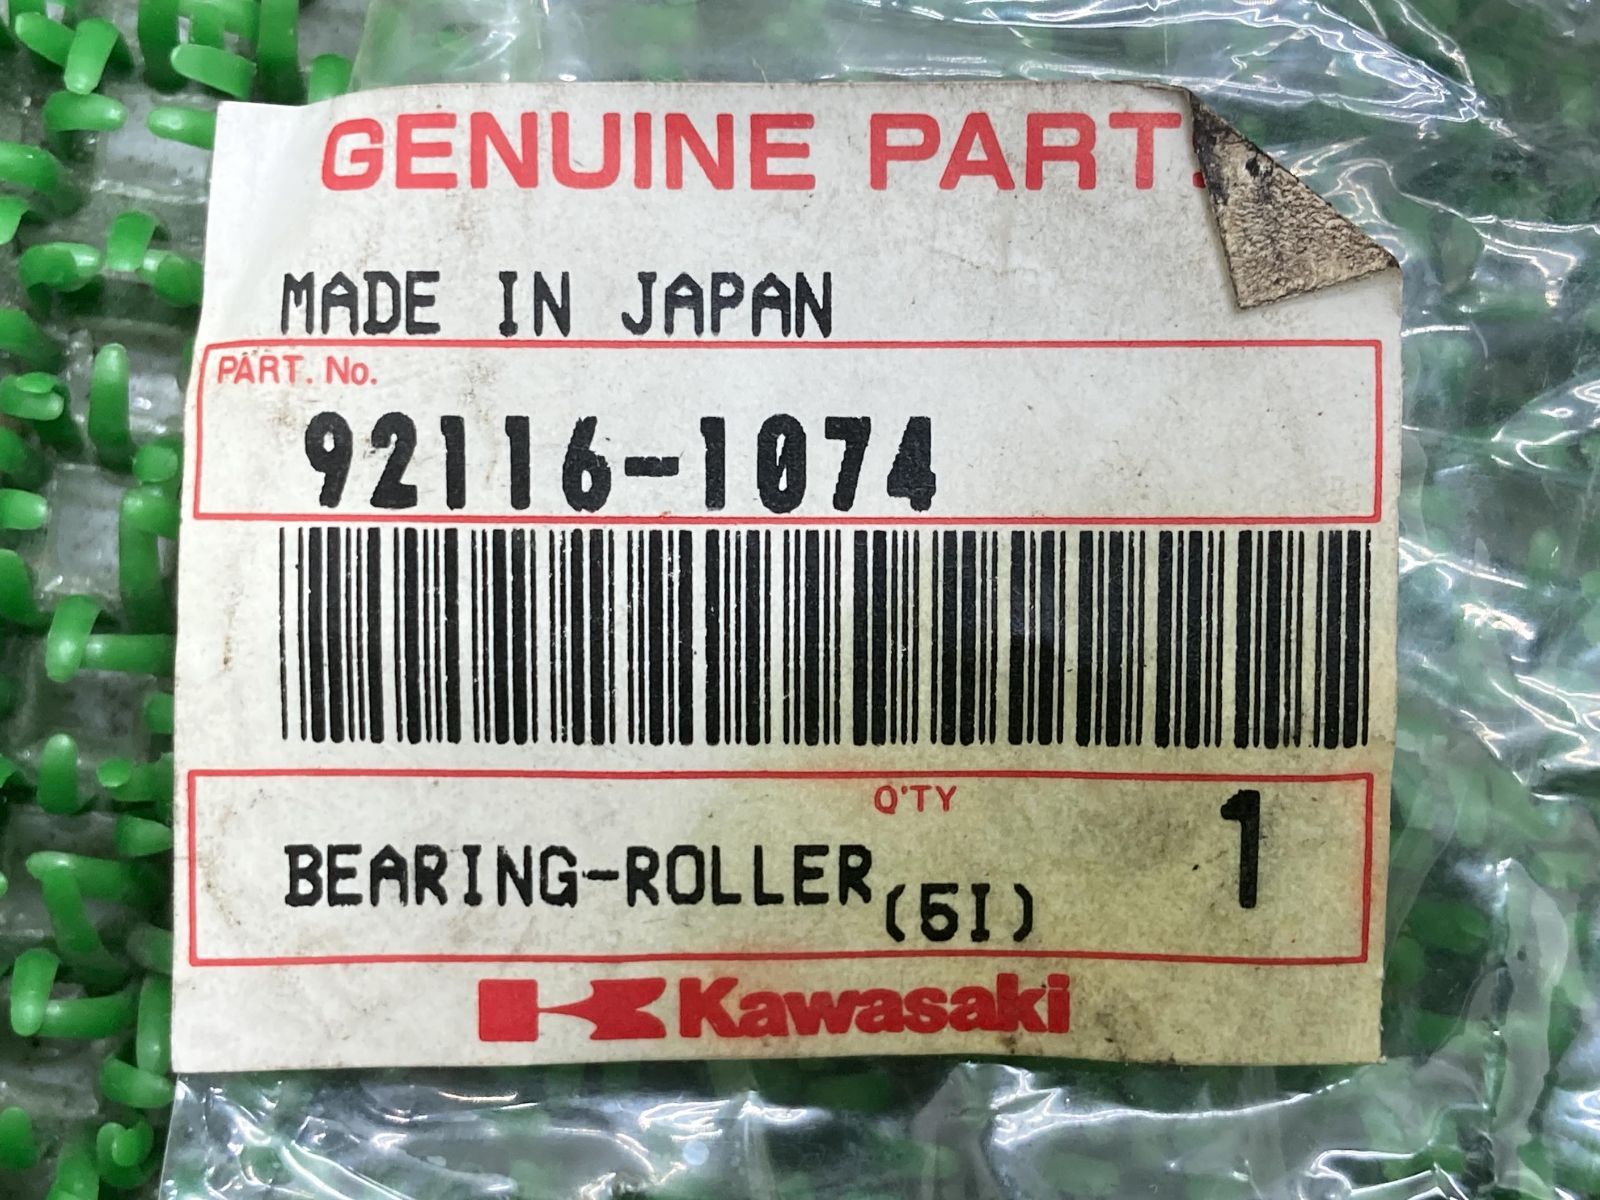 GENUINE PART
MADE IN JAPAN
PART. No.
92116-1074
Q'TY
1
BEARING-ROLLER (5I)
Kawasaki